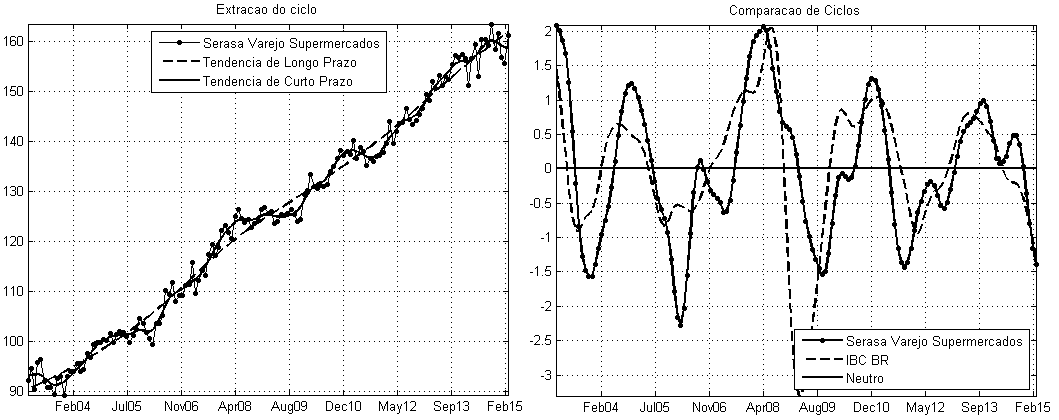 Extracao do ciclo
160
150
140
130
120
110
100
90
Serasa Varejo Supermercados
Tendencia de Longo Prazo
Tendencia de Curto Prazo
Feb04 Jul05 Nov06 Apr08 Aug09 Dec10 May12 Sep13 Feb15
Comparacao de Ciclos
2
1.5
1
0.5
0
-0.5
-1
-1.5
-2
-2.5
-3
Serasa Varejo Supermercados
IBC BR
Neutro
Feb04 Jul05 Nov06 Apr08 Aug09 Dec10 May12 Sep13 Feb15